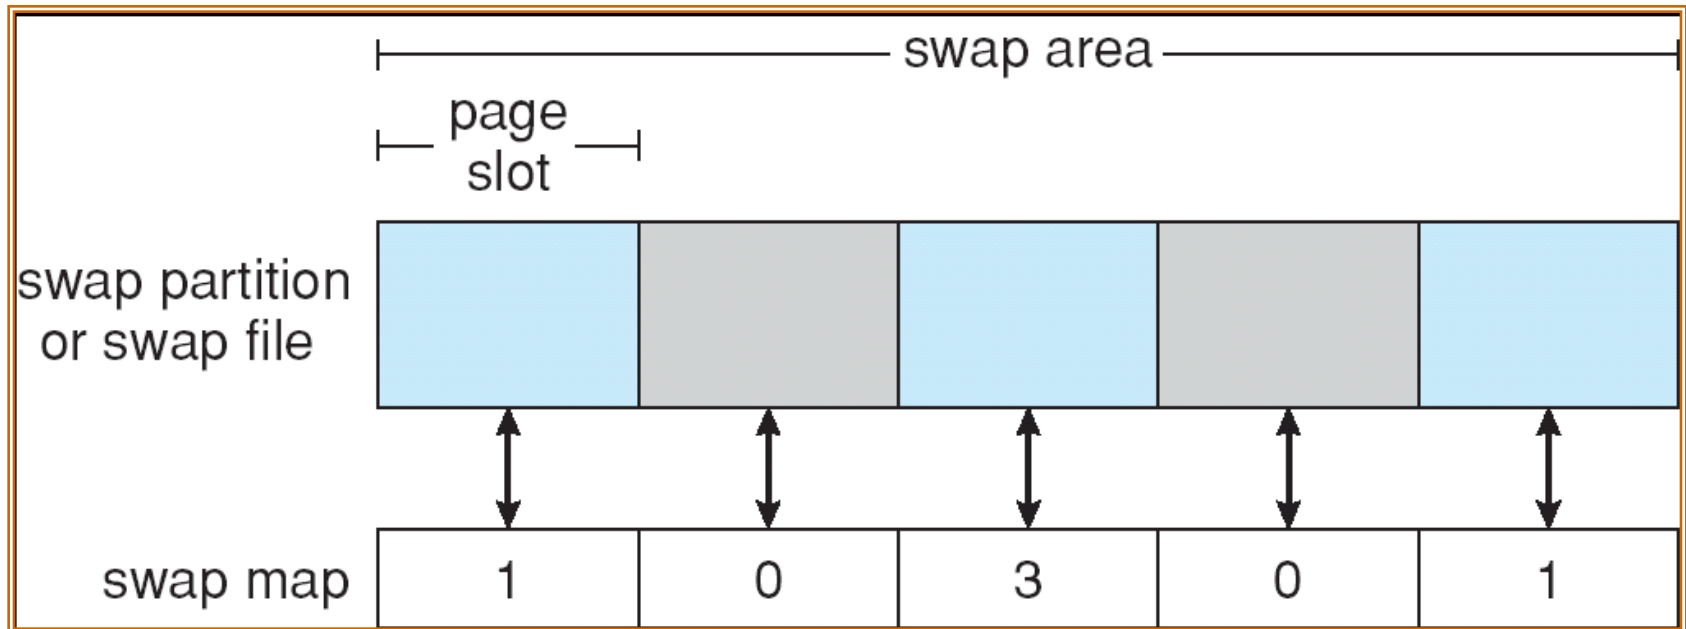 swap area
page
slot
swap partition
or swap file
swap map 1 0 3 0 1